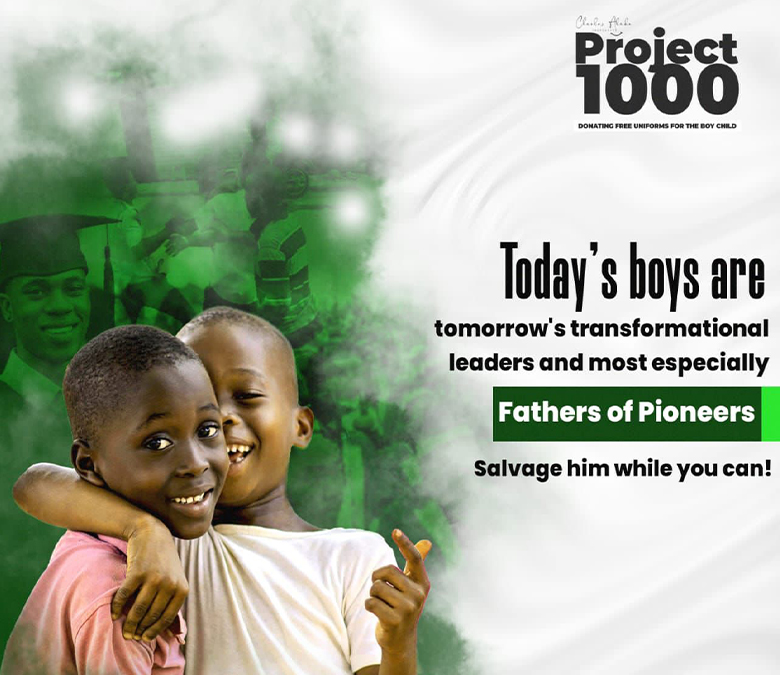 Project
1000
DONATING FREE UNIFORMS FOR THE BOY CHILD
Today's boys are
tomorrow's transformational
leaders and most especially
Fathers of Pioneers
Salvage him while you can!